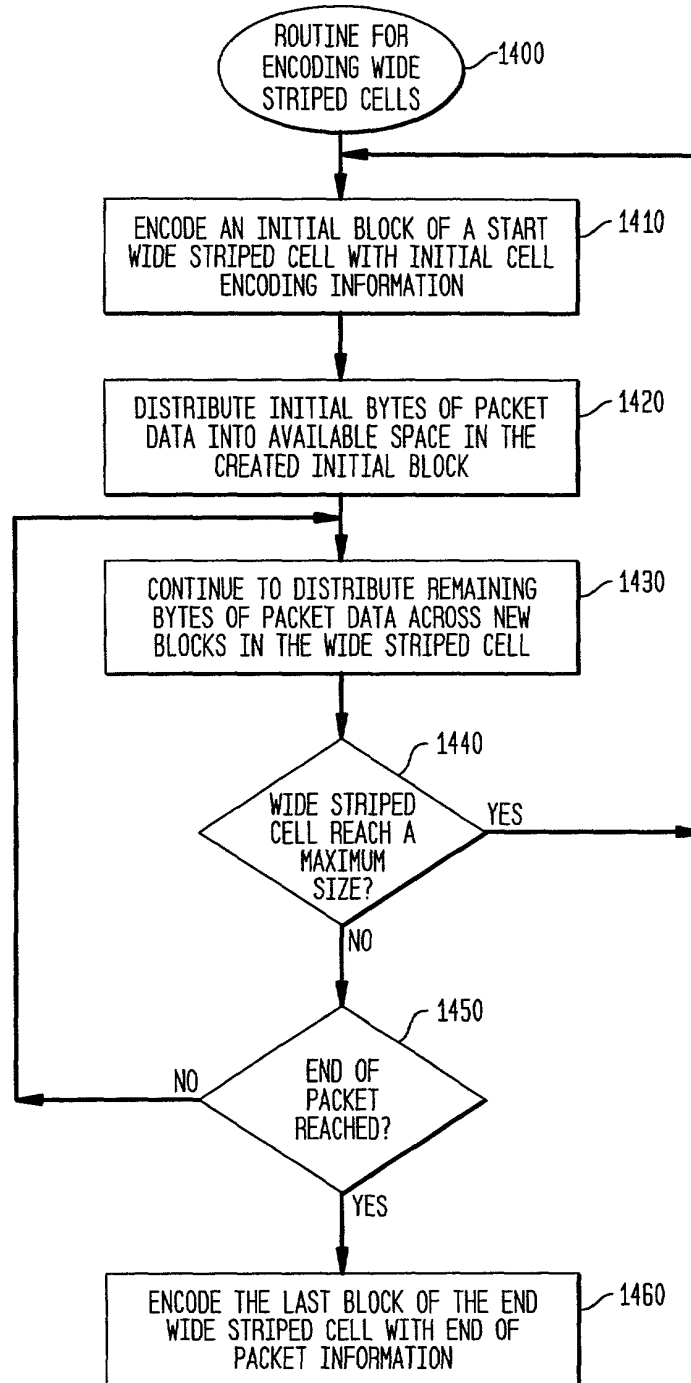 ROUTINE FOR
ENCODING WIDE
STRIPED CELLS
1400
ENCODE AN INITIAL BLOCK OF A START
WIDE STRIPED CELL WITH INITIAL CELL
ENCODING INFORMATION
1410
DISTRIBUTE INITIAL BYTES OF PACKET
DATA INTO AVAILABLE SPACE IN THE
CREATED INITIAL BLOCK
1420
CONTINUE TO DISTRIBUTE REMAINING
BYTES OF PACKET DATA ACROSS NEW
BLOCKS IN THE WIDE STRIPED CELL
1430
1440
WIDE STRIPED
CELL REACH A
MAXIMUM
SIZE?
YES
NO
1450
END OF
PACKET
REACHED?
NO
YES
ENCODE THE LAST BLOCK OF THE END
WIDE STRIPED CELL WITH END OF
PACKET INFORMATION
1460